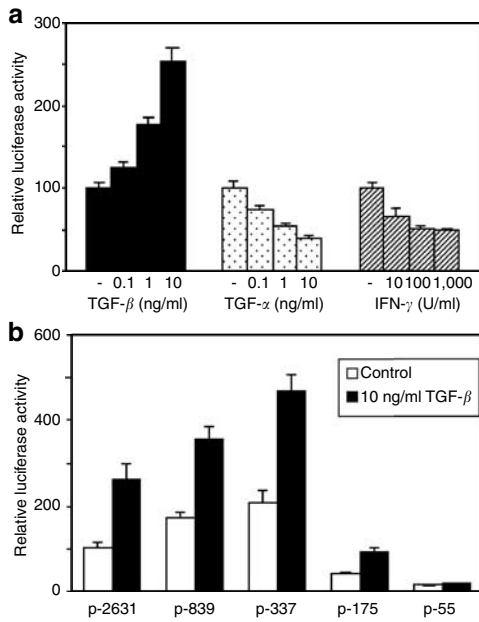 a
300
200
100
0
Relative luciferase activity
- 0.1 1 10 - 0.1 1 10 - 10 100 1,000
TGF-β (ng/ml) TGF-α (ng/ml) IFN-γ (U/ml)
b
600
400
200
0
Relative luciferase activity
Control
10 ng/ml TGF-β
p-2631 p-839 p-337 p-175 p-55